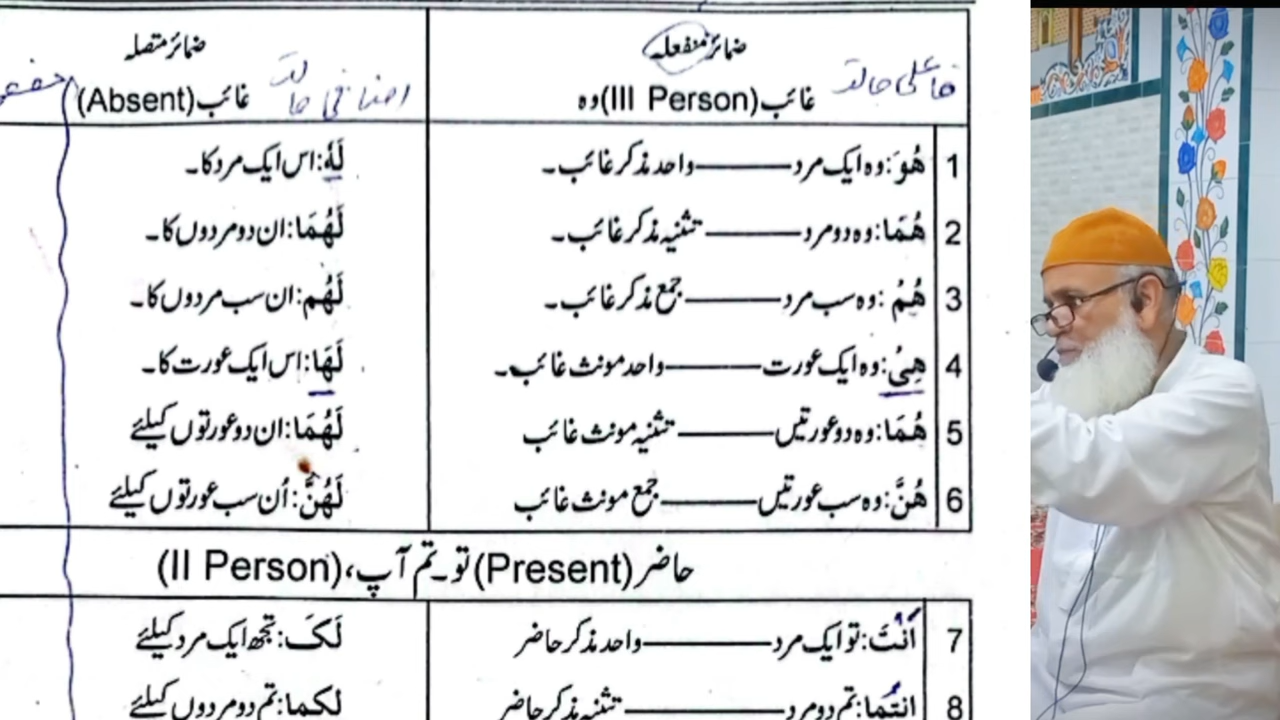 ضمائر منفعلہ
ضمائر متصلہ
فاعلی حالت
غائب (III Person) وہ
اضافی حالت
غائب (Absent)
1 هُوَ: وہ ایک مرد ——— واحد مذکر غائب۔
لَهٗ: اس ایک مرد کا۔
2 هُمَا: وہ دو مرد ——— تثنیہ مذکر غائب۔
لَهُمَا: ان دو مردوں کا۔
3 هُمْ: وہ سب مرد ——— جمع مذکر غائب۔
لَهُم: ان سب مردوں کا۔
4 هِیْ: وہ ایک عورت ——— واحد مونث غائب۔
لَهَا: اس ایک عورت کا۔
5 هُمَا: وہ دو عورتیں ——— تثنیہ مونث غائب
لَهُمَا: ان دو عورتوں کیلئے
6 هُنَّ: وہ سب عورتیں ——— جمع مونث غائب
لَهُنَّ: اُن سب عورتوں کیلئے
حاضر (Present) تو۔تم آپ، (II Person)
7 اَنْتَ: تو ایک مرد ——— واحد مذکر حاضر
لَکَ: تجھ ایک مرد کیلئے
8 انتُما: تم دو مرد ——— تثنیہ مذکر حاضر
لکما: تم دو مردوں کیلئے